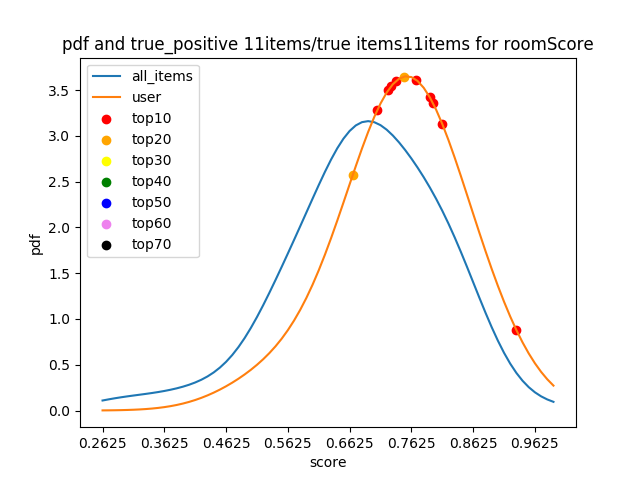 pdf and true_positive 11items/true items11items for roomScore
all_items
user
top10
top20
top30
top40
top50
top60
top70
pdf
3.5
3.0
2.5
2.0
1.5
1.0
0.5
0.0
0.2625 0.3625 0.4625 0.5625 0.6625 0.7625 0.8625 0.9625
score